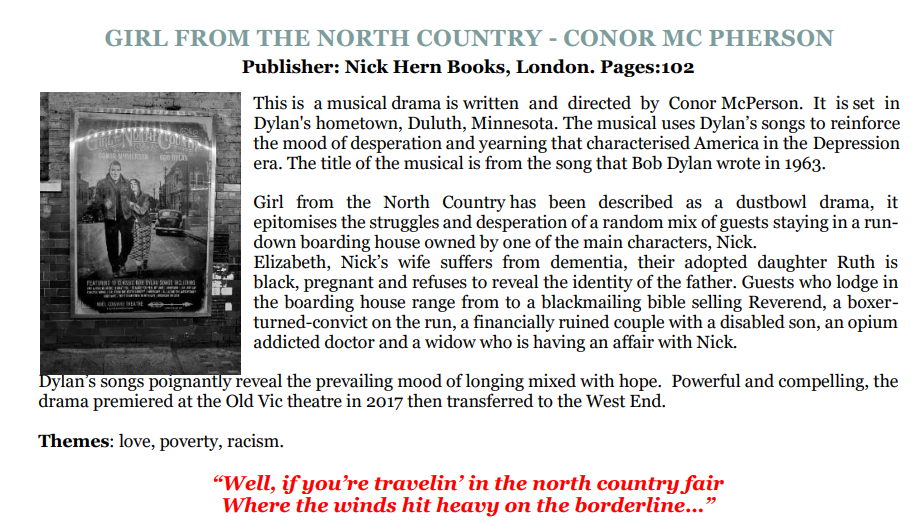 GIRL FROM THE NORTH COUNTRY - CONOR MC PHERSON
Publisher: Nick Hern Books, London. Pages:102
This is a musical drama is written and directed by Conor McPerson. It is set in
Dylan's hometown, Duluth, Minnesota. The musical uses Dylan’s songs to reinforce
the mood of desperation and yearning that characterised America in the Depression
era. The title of the musical is from the song that Bob Dylan wrote in 1963.
Girl from the North Country has been described as a dustbowl drama, it
epitomises the struggles and desperation of a random mix of guests staying in a run-
down boarding house owned by one of the main characters, Nick.
Elizabeth, Nick’s wife suffers from dementia, their adopted daughter Ruth is
black, pregnant and refuses to reveal the identity of the father. Guests who lodge in
the boarding house range from to a blackmailing bible selling Reverend, a boxer-
turned-convict on the run, a financially ruined couple with a disabled son, an opium
addicted doctor and a widow who is having an affair with Nick.
Dylan’s songs poignantly reveal the prevailing mood of longing mixed with hope. Powerful and compelling, the
drama premiered at the Old Vic theatre in 2017 then transferred to the West End.
Themes: love, poverty, racism.
“Well, if you’re travelin’ in the north country fair
Where the winds hit heavy on the borderline...”